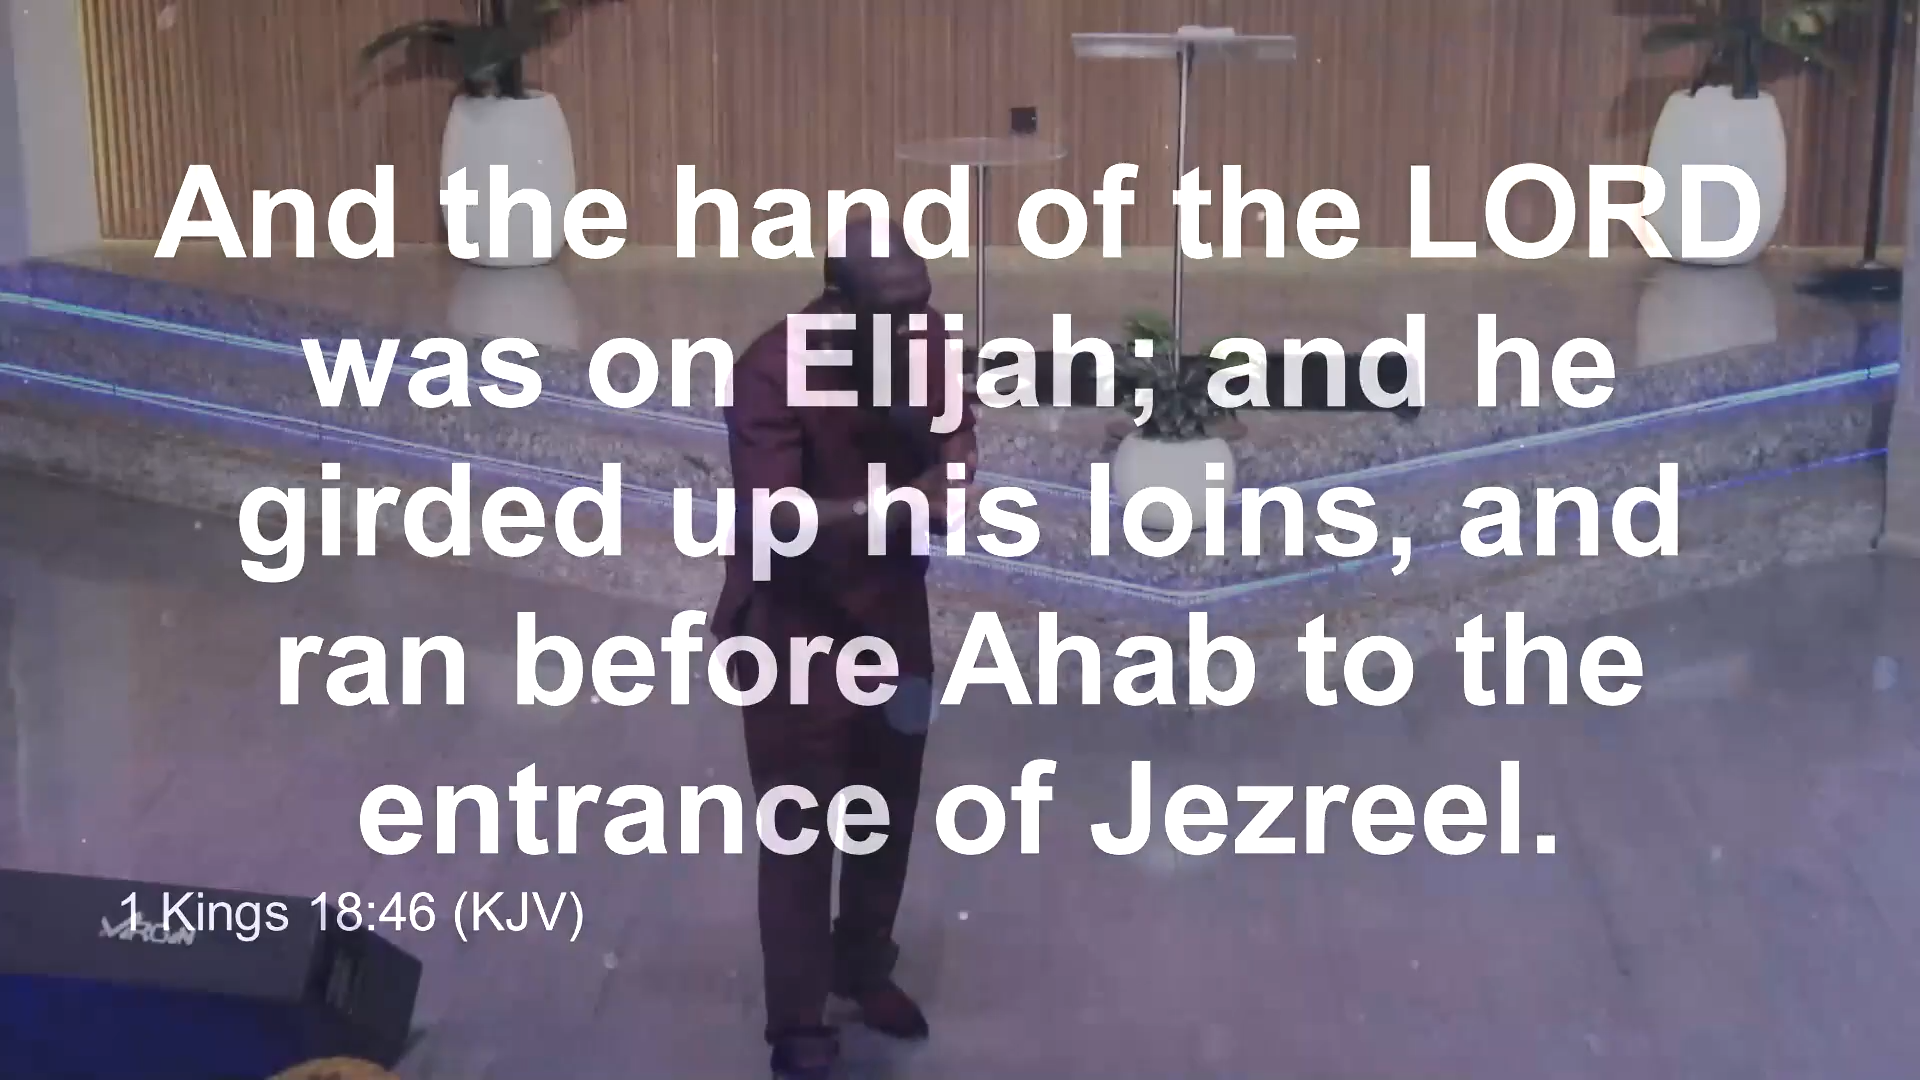 And the hand of the LORD
was on Elijah; and he
girded up his loins, and
ran before Ahab to the
entrance of Jezreel.
1 Kings 18:46 (KJV)